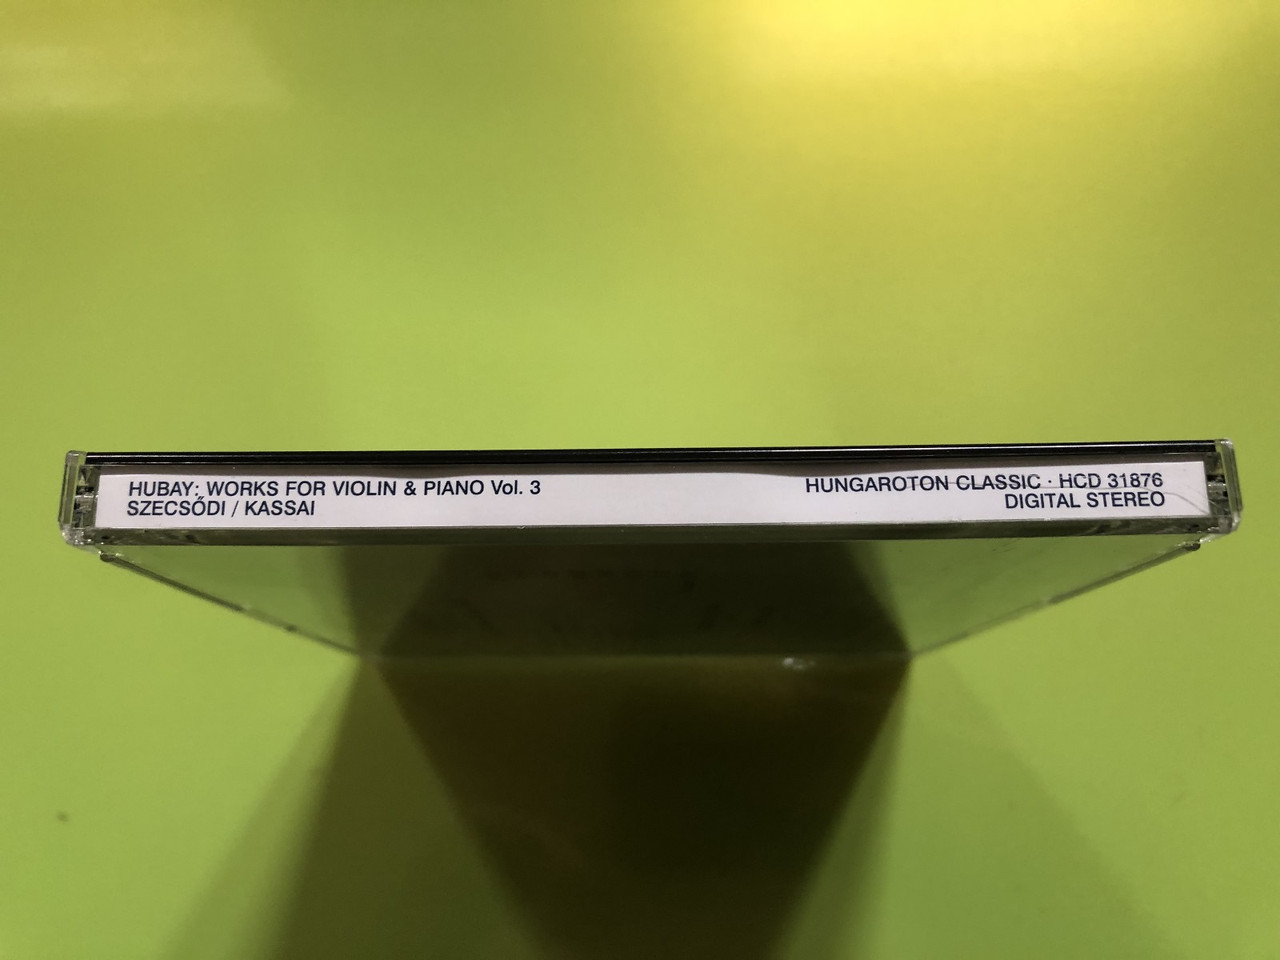 HUBAY: WORKS FOR VIOLIN & PIANO Vol. 3
SZECSŐDI / KASSAI
HUNGAROTON CLASSIC · HCD 31876
DIGITAL STEREO